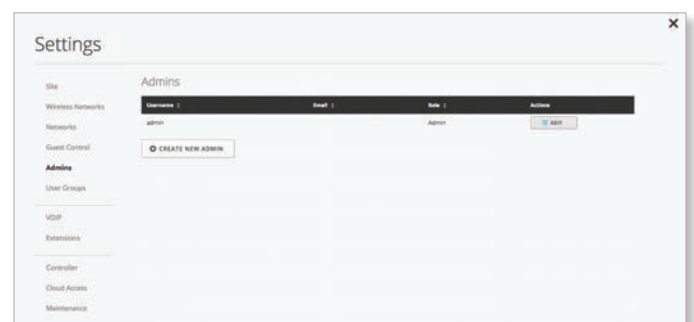 Settings
Site
Wireless Networks
Networks
Guest Control
Admins
User Groups
VOIP
Extensions
Controller
Cloud Access
Maintenance
Admins
Username Email Role Actions
admin Admin EDIT
CREATE NEW ADMIN